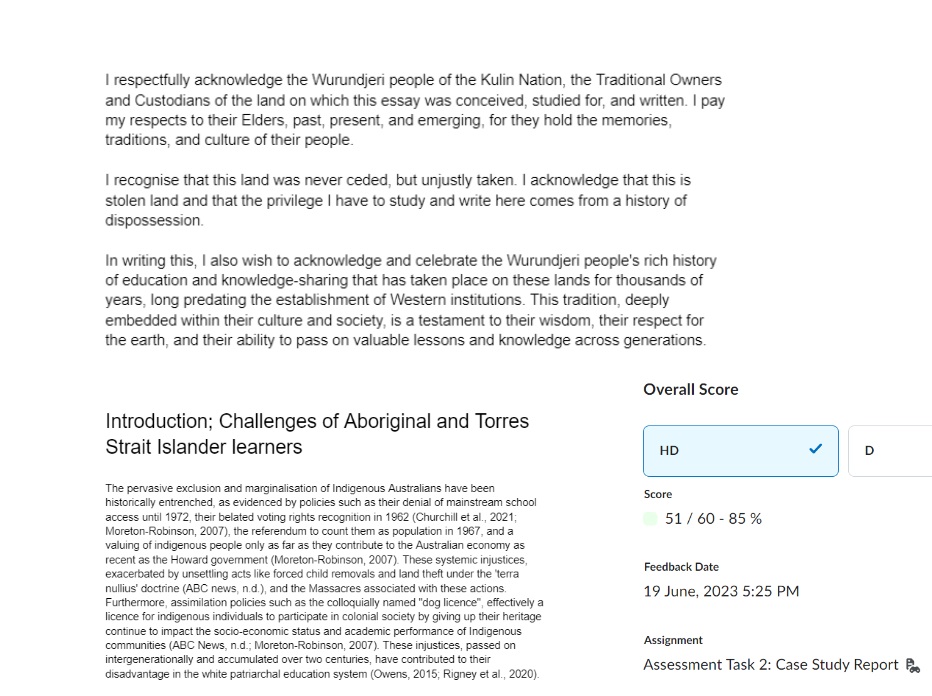 I respectfully acknowledge the Wurundjeri people of the Kulin Nation, the Traditional Owners
and Custodians of the land on which this essay was conceived, studied for, and written. I pay
my respects to their Elders, past, present, and emerging, for they hold the memories,
traditions, and culture of their people.
I recognise that this land was never ceded, but unjustly taken. I acknowledge that this is
stolen land and that the privilege I have to study and write here comes from a history of
dispossession.
In writing this, I also wish to acknowledge and celebrate the Wurundjeri people's rich history
of education and knowledge-sharing that has taken place on these lands for thousands of
years, long predating the establishment of Western institutions. This tradition, deeply
embedded within their culture and society, is a testament to their wisdom, their respect for
the earth, and their ability to pass on valuable lessons and knowledge across generations.
Introduction; Challenges of Aboriginal and Torres
Strait Islander learners
The pervasive exclusion and marginalisation of Indigenous Australians have been
historically entrenched, as evidenced by policies such as their denial of mainstream school
access until 1972, their belated voting rights recognition in 1962 (Churchill et al., 2021;
Moreton-Robinson, 2007), the referendum to count them as population in 1967, and a
valuing of indigenous people only as far as they contribute to the Australian economy as
recent as the Howard government (Moreton-Robinson, 2007). These systemic injustices,
exacerbated by unsettling acts like forced child removals and land theft under the 'terra
nullius' doctrine (ABC news, n.d.), and the Massacres associated with these actions.
Furthermore, assimilation policies such as the colloquially named "dog licence", effectively a
licence for indigenous individuals to participate in colonial society by giving up their heritage
continue to impact the socio-economic status and academic performance of Indigenous
communities (ABC News, n.d.; Moreton-Robinson, 2007). These injustices, passed on
intergenerationally and accumulated over two centuries, have contributed to their
disadvantage in the white patriarchal education system (Owens, 2015; Rigney et al., 2020).
Overall Score
HD
D
Score
51 / 60 - 85 %
Feedback Date
19 June, 2023 5:25 PM
Assignment
Assessment Task 2: Case Study Report